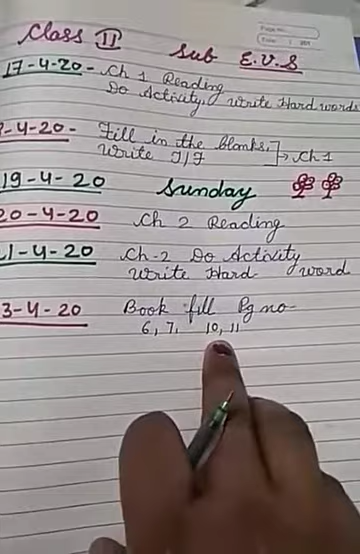 Class II
Sub E.V.S
17-4-20 - Ch 1 Reading
Do Activity, Write Hard words
-4-20 - Fill in the blanks,
Write T/F ] → Ch 1
19-4-20 Sunday
20-4-20 Ch 2 Reading
1-4-20 Ch-2 Do Activity
Write Hard word
3-4-20 Book fill Pg no-
6, 7, 10, 11